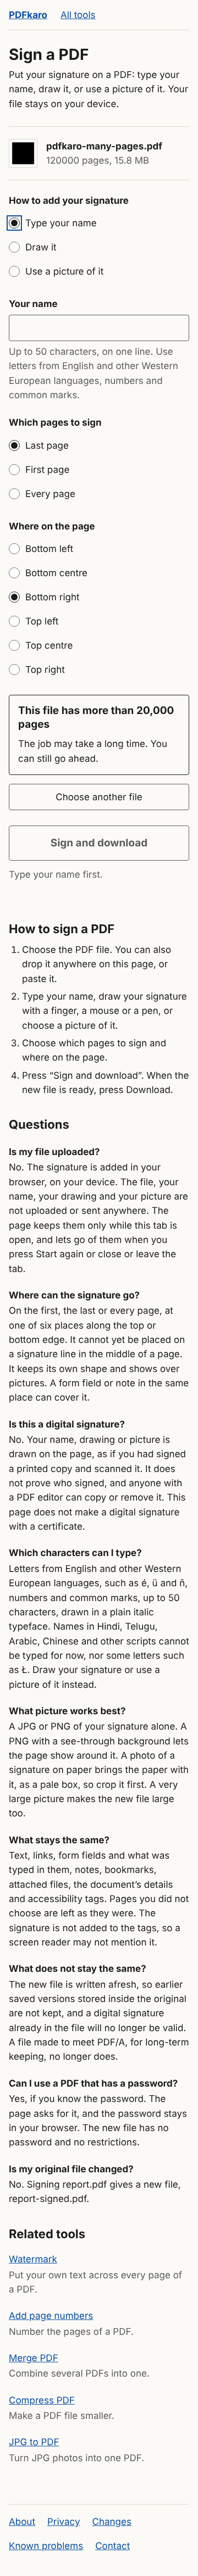 PDFkaro All tools
Sign a PDF
Put your signature on a PDF: type your
name, draw it, or use a picture of it. Your
file stays on your device.
pdfkaro-many-pages.pdf
120000 pages, 15.8 MB
How to add your signature
Type your name
Draw it
Use a picture of it
Your name
Up to 50 characters, on one line. Use
letters from English and other Western
European languages, numbers and
common marks.
Which pages to sign
Last page
First page
Every page
Where on the page
Bottom left
Bottom centre
Bottom right
Top left
Top centre
Top right
This file has more than 20,000
pages
The job may take a long time. You
can still go ahead.
Choose another file
Sign and download
Type your name first.
How to sign a PDF
1. Choose the PDF file. You can also
drop it anywhere on this page, or
paste it.
2. Type your name, draw your signature
with a finger, a mouse or a pen, or
choose a picture of it.
3. Choose which pages to sign and
where on the page.
4. Press “Sign and download”. When the
new file is ready, press Download.
Questions
Is my file uploaded?
No. The signature is added in your
browser, on your device. The file, your
name, your drawing and your picture are
not uploaded or sent anywhere. The
page keeps them only while this tab is
open, and lets go of them when you
press Start again or close or leave the
tab.
Where can the signature go?
On the first, the last or every page, at
one of six places along the top or
bottom edge. It cannot yet be placed on
a signature line in the middle of a page.
It keeps its own shape and shows over
pictures. A form field or note in the same
place can cover it.
Is this a digital signature?
No. Your name, drawing or picture is
drawn on the page, as if you had signed
a printed copy and scanned it. It does
not prove who signed, and anyone with
a PDF editor can copy or remove it. This
page does not make a digital signature
with a certificate.
Which characters can I type?
Letters from English and other Western
European languages, such as é, ü and ñ,
numbers and common marks, up to 50
characters, drawn in a plain italic
typeface. Names in Hindi, Telugu,
Arabic, Chinese and other scripts cannot
be typed for now, nor some letters such
as Ł. Draw your signature or use a
picture of it instead.
What picture works best?
A JPG or PNG of your signature alone. A
PNG with a see-through background lets
the page show around it. A photo of a
signature on paper brings the paper with
it, as a pale box, so crop it first. A very
large picture makes the new file large
too.
What stays the same?
Text, links, form fields and what was
typed in them, notes, bookmarks,
attached files, the document’s details
and accessibility tags. Pages you did not
choose are left as they were. The
signature is not added to the tags, so a
screen reader may not mention it.
What does not stay the same?
The new file is written afresh, so earlier
saved versions stored inside the original
are not kept, and a digital signature
already in the file will no longer be valid.
A file made to meet PDF/A, for long-term
keeping, no longer does.
Can I use a PDF that has a password?
Yes, if you know the password. The
page asks for it, and the password stays
in your browser. The new file has no
password and no restrictions.
Is my original file changed?
No. Signing report.pdf gives a new file,
report-signed.pdf.
Related tools
Watermark
Put your own text across every page of
a PDF.
Add page numbers
Number the pages of a PDF.
Merge PDF
Combine several PDFs into one.
Compress PDF
Make a PDF file smaller.
JPG to PDF
Turn JPG photos into one PDF.
About Privacy Changes
Known problems Contact